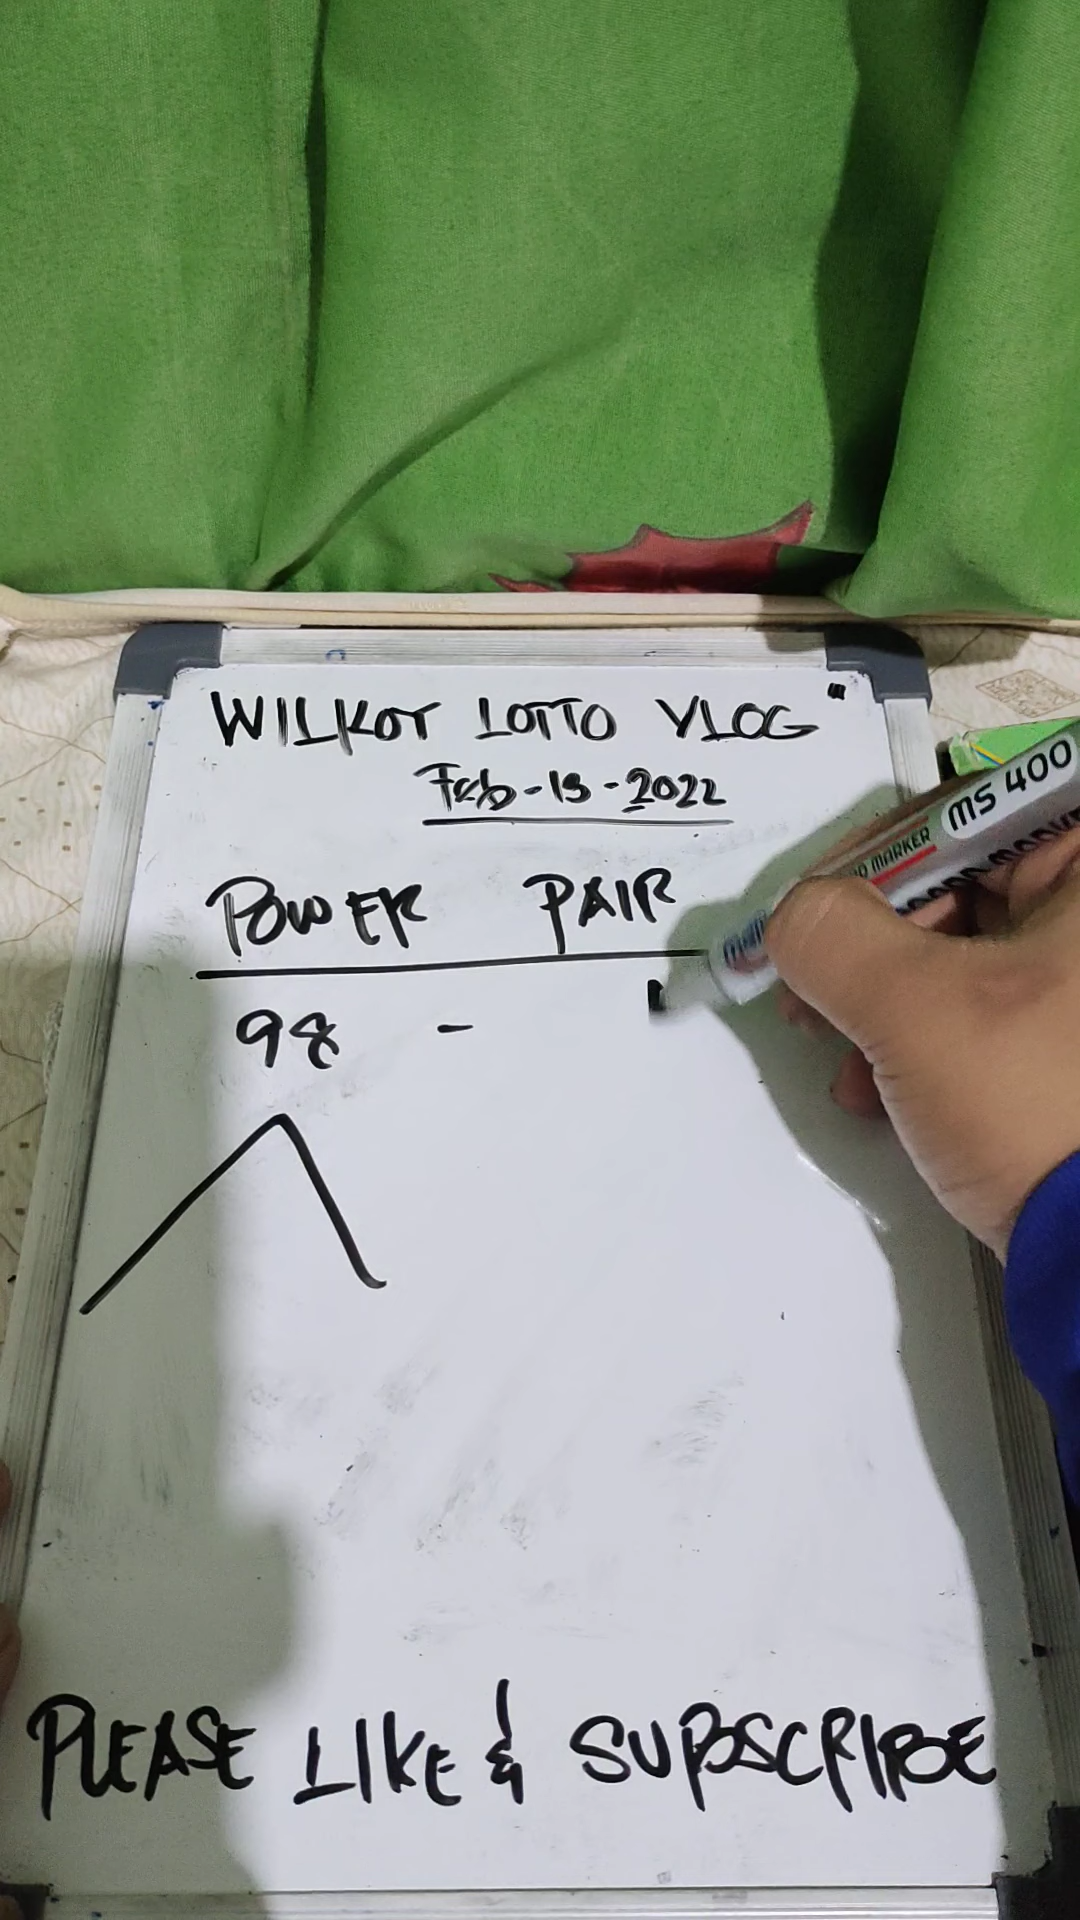 WILKOT LOTTO VLOG"
Feb-13-2022
MS 400
POWER PAIR
98 -
PLEASE LIKE & SUBSCRIBE